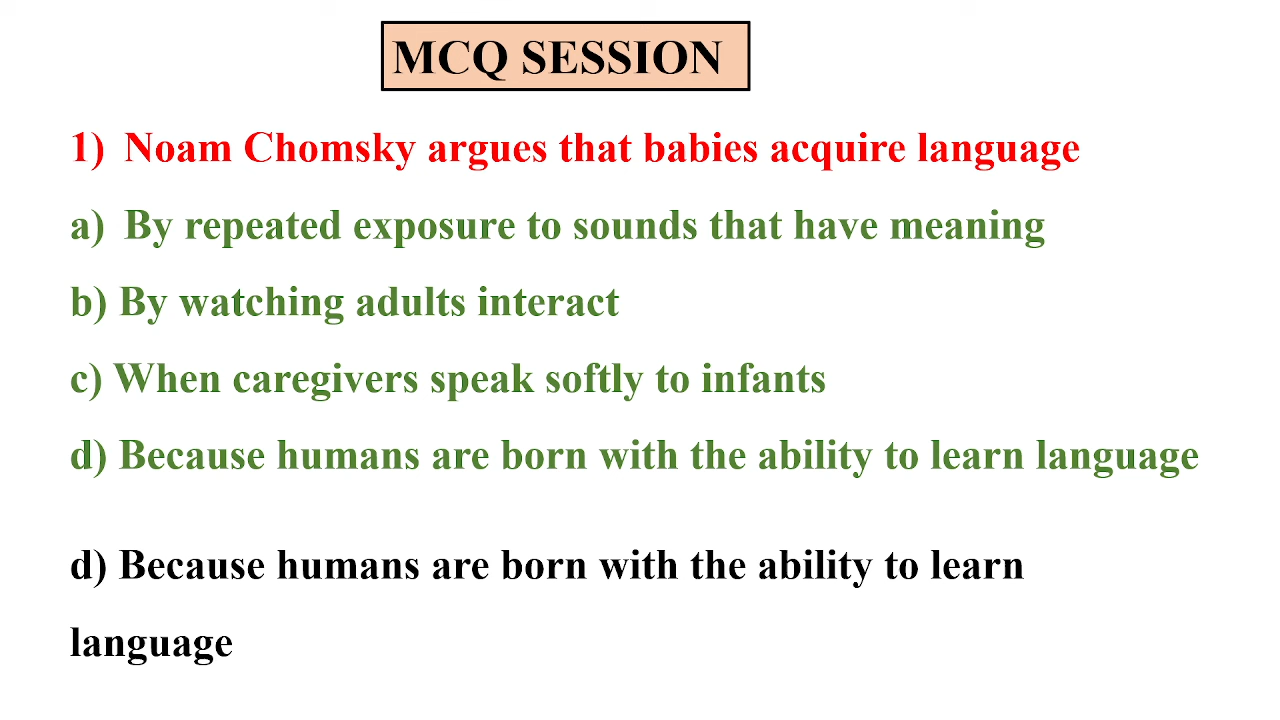 MCQ SESSION
1) Noam Chomsky argues that babies acquire language
a) By repeated exposure to sounds that have meaning
b) By watching adults interact
c) When caregivers speak softly to infants
d) Because humans are born with the ability to learn language
d) Because humans are born with the ability to learn
language